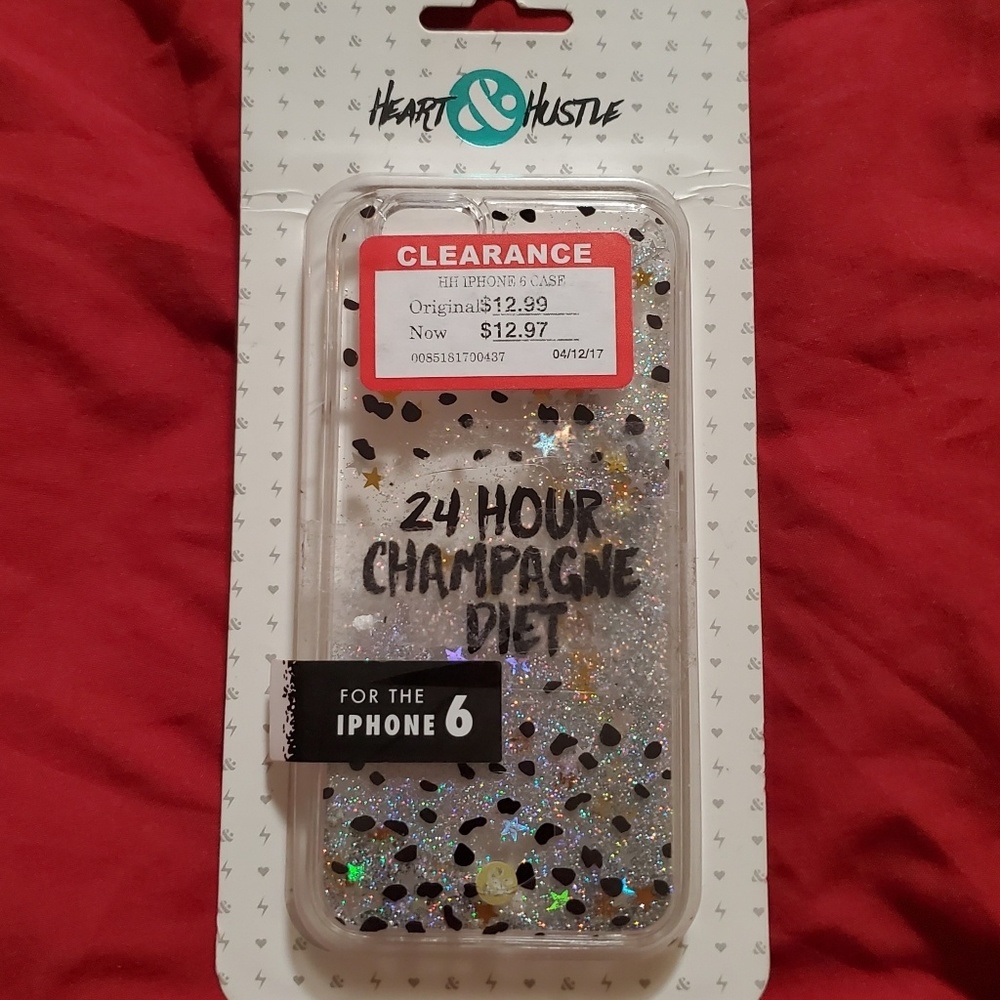 HEART & HUSTLE
CLEARANCE
HH IPHONE 6 CASE
Original $12.99
Now $12.97
0085181700437 04/12/17
24 HOUR
CHAMPAGNE
DIET
FOR THE
IPHONE 6
&